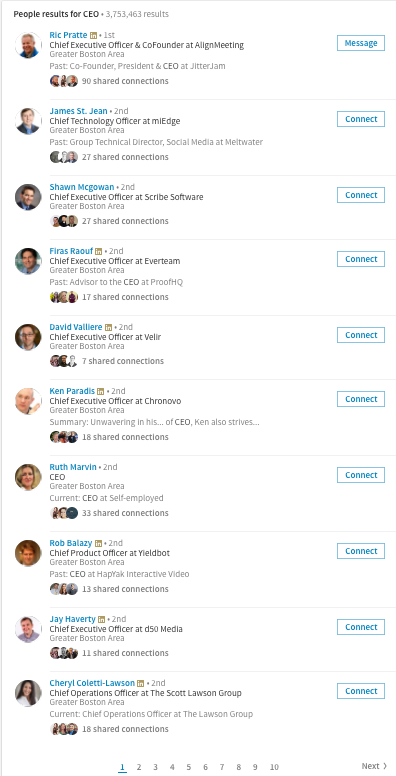 People results for CEO • 3,753,463 results
Ric Pratte in • 1st
Chief Executive Officer & CoFounder at AlignMeeting
Greater Boston Area
Past: Co-Founder, President & CEO at JitterJam
90 shared connections
Message
James St. Jean • 2nd
Chief Technology Officer at miEdge
Greater Boston Area
Past: Group Technical Director, Social Media at Meltwater
27 shared connections
Connect
Shawn Mcgowan • 2nd
Chief Executive Officer at Scribe Software
Greater Boston Area
27 shared connections
Connect
Firas Raouf in • 2nd
Chief Executive Officer at Everteam
Greater Boston Area
Past: Advisor to the CEO at ProofHQ
17 shared connections
Connect
David Valliere in • 2nd
Chief Executive Officer at Velir
Greater Boston Area
7 shared connections
Connect
Ken Paradis in • 2nd
Chief Executive Officer at Chronovo
Greater Boston Area
Summary: Unwavering in his... of CEO, Ken also strives...
18 shared connections
Connect
Ruth Marvin • 2nd
CEO
Greater Boston Area
Current: CEO at Self-employed
33 shared connections
Connect
Rob Balazy in • 2nd
Chief Product Officer at Yieldbot
Greater Boston Area
Past: CEO at HapYak Interactive Video
13 shared connections
Connect
Jay Haverty in • 2nd
Chief Executive Officer at d50 Media
Greater Boston Area
11 shared connections
Connect
Cheryl Coletti-Lawson in • 2nd
Chief Operations Officer at The Scott Lawson Group
Greater Boston Area
Current: Chief Operations Officer at The Lawson Group
18 shared connections
Connect
1 2 3 4 5 6 7 8 9 10 Next >